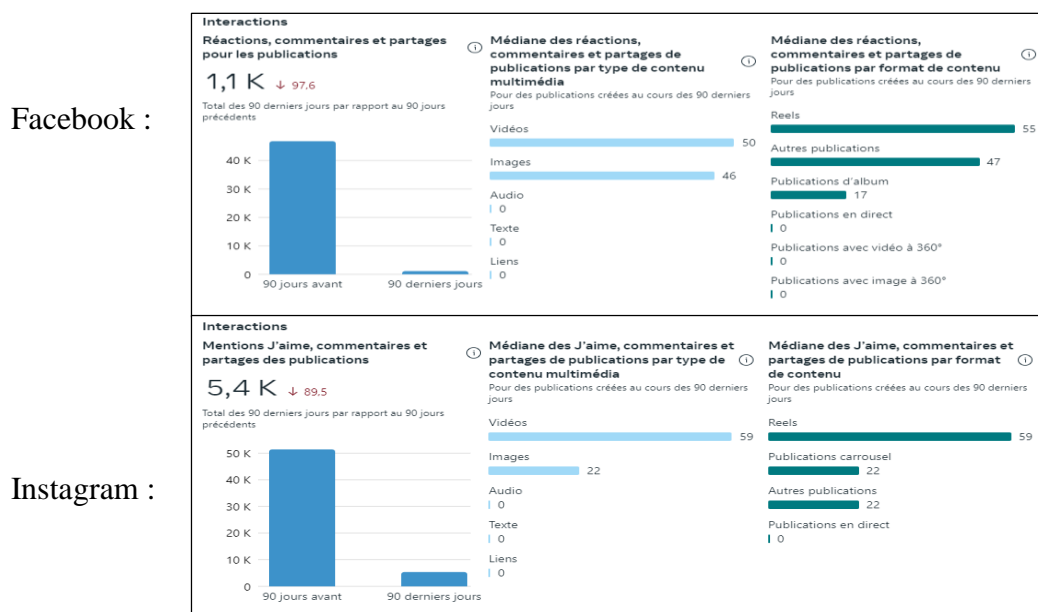 Facebook :
Interactions
Réactions, commentaires et partages
pour les publications
1,1 K ↓ 97,6
Total des 90 derniers jours par rapport au 90 jours
précédents
40 K
30 K
20 K
10 K
0
90 jours avant
90 derniers jours
Médiane des réactions,
commentaires et partages de
publications par type de contenu
multimédia
Pour des publications créées au cours des 90 derniers
jours
Vidéos
50
Images
46
Audio
0
Texte
0
Liens
0
Médiane des réactions,
commentaires et partages de
publications par format de contenu
Pour des publications créées au cours des 90 derniers
jours
Reels
55
Autres publications
47
Publications d'album
17
Publications en direct
0
Publications avec vidéo à 360°
0
Publications avec image à 360°
0
Instagram :
Interactions
Mentions J'aime, commentaires et
partages des publications
5,4 K ↓ 89,5
Total des 90 derniers jours par rapport au 90 jours
précédents
50 K
40 K
30 K
20 K
10 K
0
90 jours avant
90 derniers jours
Médiane des J'aime, commentaires et
partages de publications par type de
contenu multimédia
Pour des publications créées au cours des 90 derniers
jours
Vidéos
59
Images
22
Audio
0
Texte
0
Liens
0
Médiane des J'aime, commentaires et
partages de publications par format
de contenu
Pour des publications créées au cours des 90 derniers
jours
Reels
59
Publications carrousel
22
Autres publications
22
Publications en direct
0